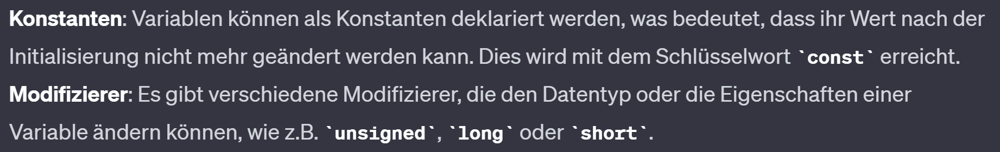 Konstanten: Variablen können als Konstanten deklariert werden, was bedeutet, dass ihr Wert nach der
Initialisierung nicht mehr geändert werden kann. Dies wird mit dem Schlüsselwort `const` erreicht.
Modifizierer: Es gibt verschiedene Modifizierer, die den Datentyp oder die Eigenschaften einer
Variable ändern können, wie z.B. `unsigned`, `long` oder `short`.